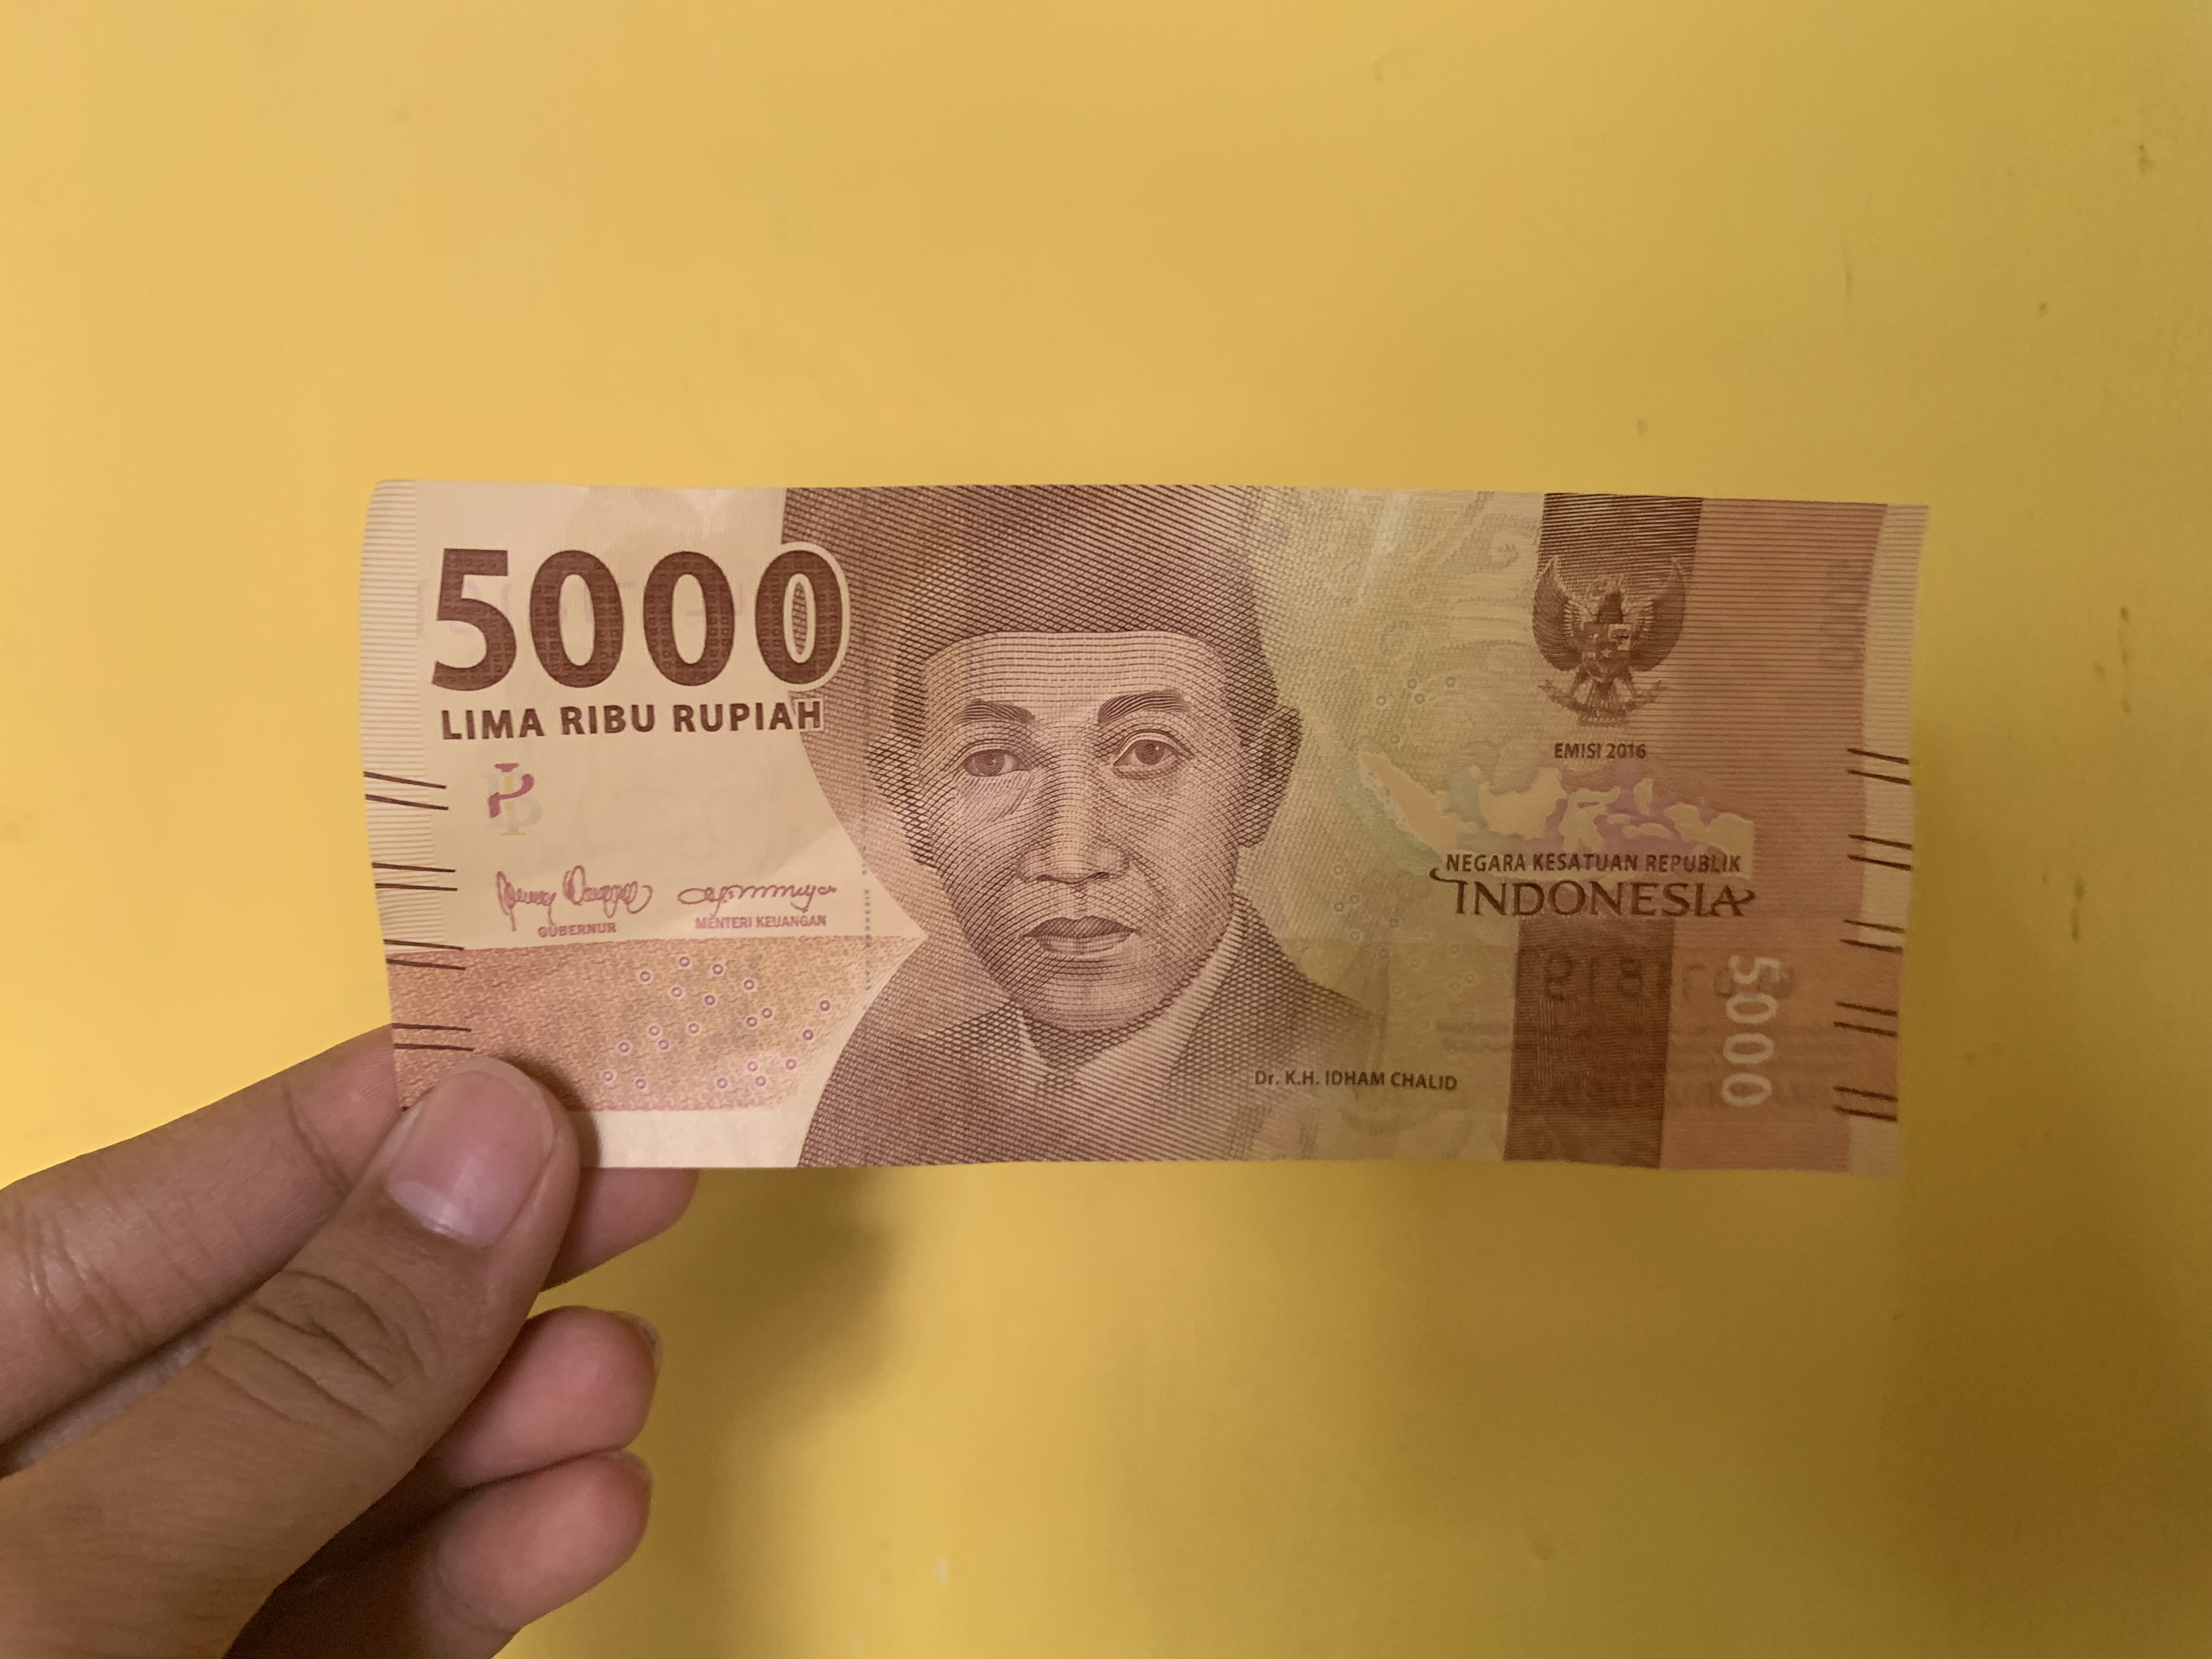 5000
LIMA RIBU RUPIAH
GUBERNUR
MENTERI KEUANGAN
EMISI 2016
NEGARA KESATUAN REPUBLIK
INDONESIA
5000
Dr. K.H. IDHAM CHALID